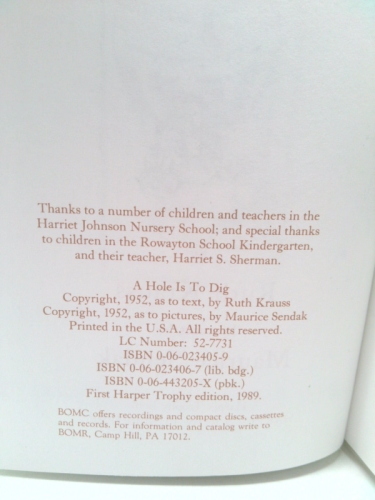 Thanks to a number of children and teachers in the
Harriet Johnson Nursery School; and special thanks
to children in the Rowayton School Kindergarten,
and their teacher, Harriet S. Sherman.
A Hole Is To Dig
Copyright, 1952, as to text, by Ruth Krauss
Copyright, 1952, as to pictures, by Maurice Sendak
Printed in the U.S.A. All rights reserved.
LC Number: 52-7731
ISBN 0-06-023405-9
ISBN 0-06-023406-7 (lib. bdg.)
ISBN 0-06-443205-X (pbk.)
First Harper Trophy edition, 1989.
BOMC offers recordings and compact discs, cassettes
and records. For information and catalog write to
BOMR, Camp Hill, PA 17012.